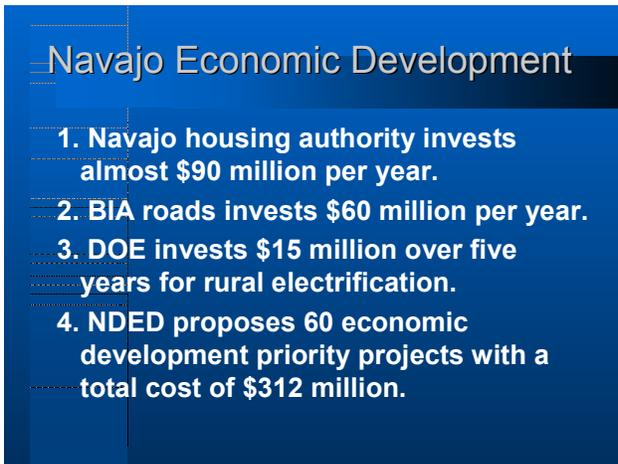 Navajo Economic Development
1. Navajo housing authority invests
almost $90 million per year.
2. BIA roads invests $60 million per year.
3. DOE invests $15 million over five
years for rural electrification.
4. NDED proposes 60 economic
development priority projects with a
total cost of $312 million.